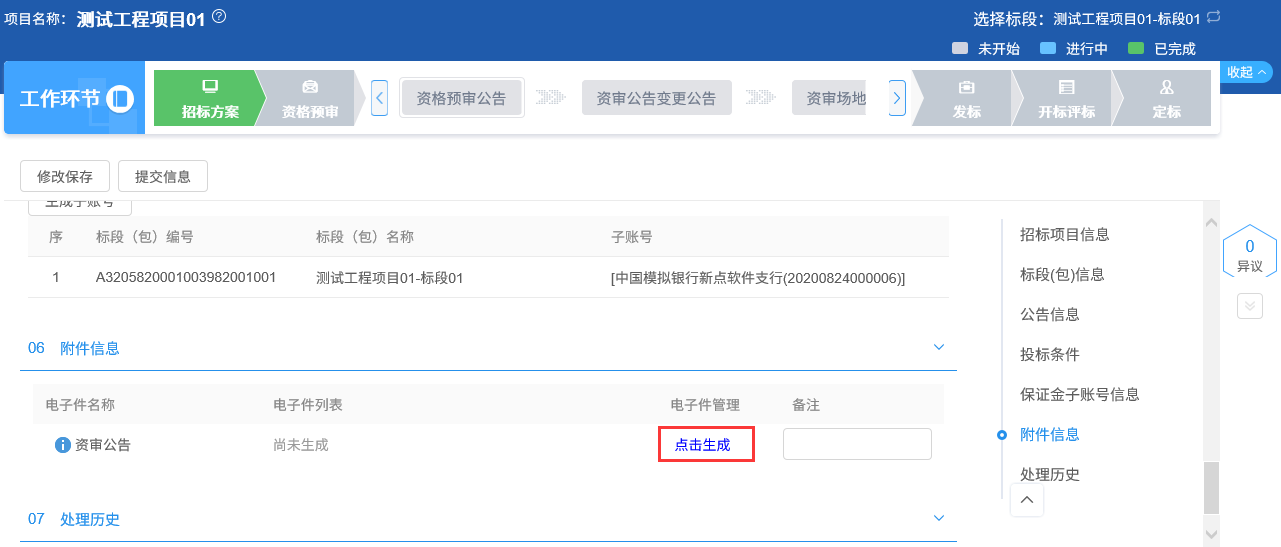 项目名称： 测试工程项目01
选择标段：测试工程项目01-标段01
未开始 进行中 已完成
工作环节
招标方案
资格预审
资格预审公告
资审公告变更公告
资审场地
发标
开标评标
定标
收起
修改保存 提交信息
生成子账号
序 标段（包）编号 标段（包）名称 子账号
1 A3205820001003982001001 测试工程项目01-标段01 [中国模拟银行新点软件支行(20200824000006)]
06 附件信息
电子件名称 电子件列表 电子件管理 备注
资审公告 尚未生成 点击生成
07 处理历史
招标项目信息
标段(包)信息
公告信息
投标条件
保证金子账号信息
附件信息
处理历史
0
异议